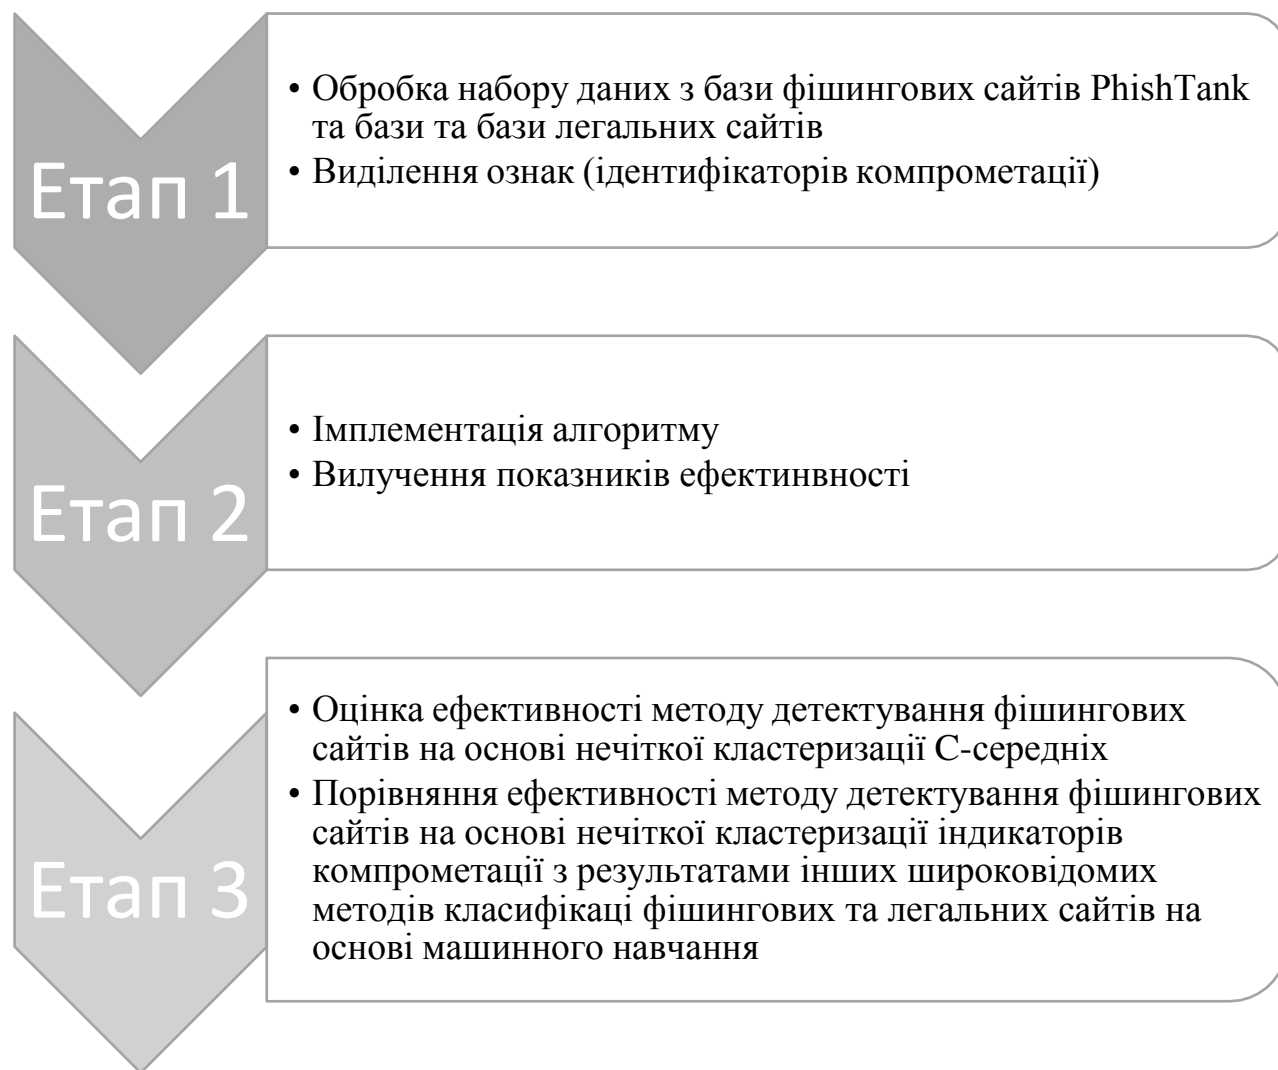 Етап 1
• Обробка набору даних з бази фішингових сайтів PhishTank
та бази та бази легальних сайтів
• Виділення ознак (ідентифікаторів компрометації)
Етап 2
• Імплементація алгоритму
• Вилучення показників ефектинвності
Етап 3
• Оцінка ефективності методу детектування фішингових
сайтів на основі нечіткої кластеризації С-середніх
• Порівняння ефективності методу детектування фішингових
сайтів на основі нечіткої кластеризації індикаторів
компрометації з результатами інших широковідомих
методів класифікаці фішингових та легальних сайтів на
основі машинного навчання